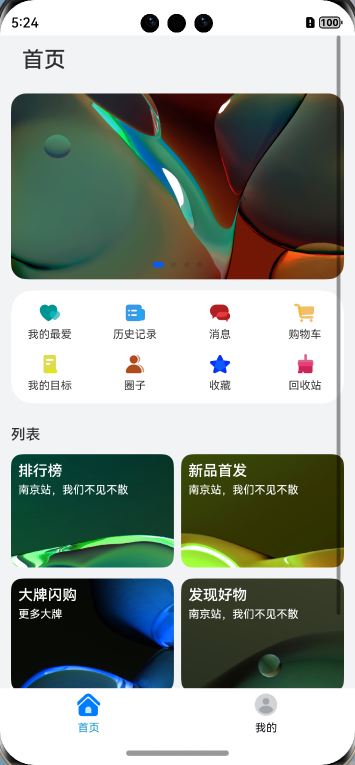 5:24
100
首页
我的最爱 历史记录 消息 购物车
我的目标 圈子 收藏 回收站
列表
排行榜 新品首发
南京站，我们不见不散 南京站，我们不见不散
大牌闪购 发现好物
更多大牌 南京站，我们不见不散
首页 我的